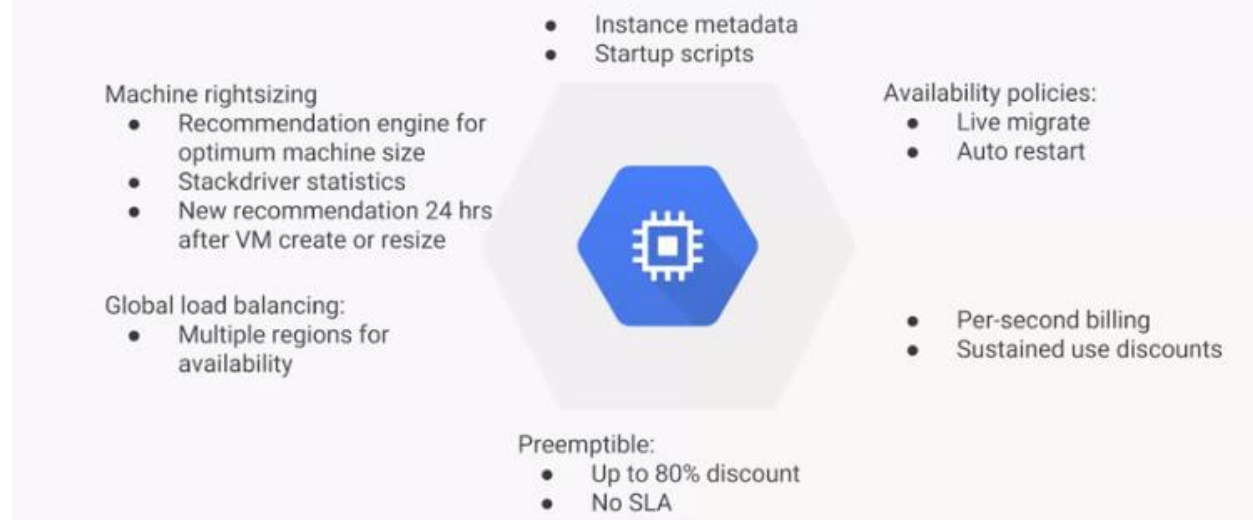 ● Instance metadata
● Startup scripts
Machine rightsizing
● Recommendation engine for
optimum machine size
● Stackdriver statistics
● New recommendation 24 hrs
after VM create or resize
Availability policies:
● Live migrate
● Auto restart
Global load balancing:
● Multiple regions for
availability
● Per-second billing
● Sustained use discounts
Preemptible:
● Up to 80% discount
● No SLA